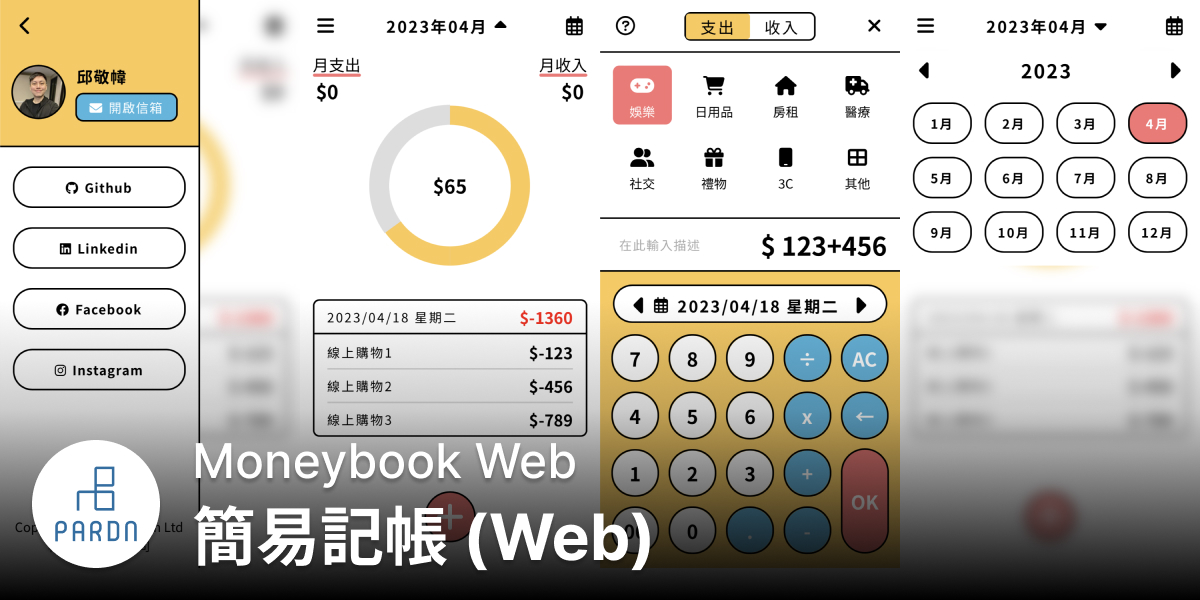 邱敬幃
開啟信箱
Github
Linkedin
Facebook
Instagram
2023年04月
月支出
月收入
$0
$0
$65
2023/04/18 星期二
$-1360
線上購物1
$-123
線上購物2
$-456
線上購物3
$-789
支出
收入
娛樂
日用品
房租
醫療
社交
禮物
3C
其他
在此輸入描述
$ 123+456
2023/04/18 星期二
7
8
9
÷
AC
4
5
6
x
←
1
2
3
+
OK
0
.
-
2023年04月
2023
1月
2月
3月
4月
5月
6月
7月
8月
9月
10月
11月
12月
PARDN
Ltd
Moneybook Web
簡易記帳 (Web)